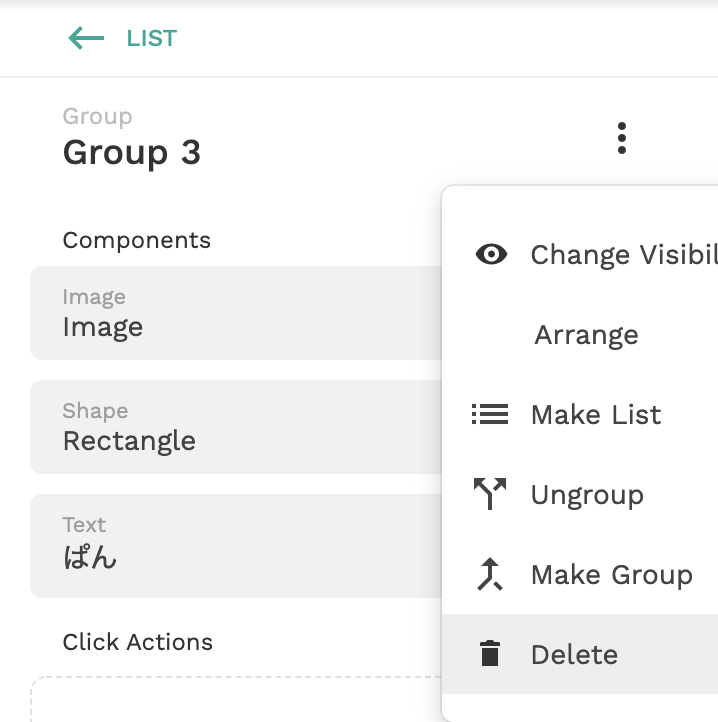 LIST
Group
Group 3
Components
Image
Image
Shape
Rectangle
Text
ぱん
Click Actions
Change Visibil
Arrange
Make List
Ungroup
Make Group
Delete